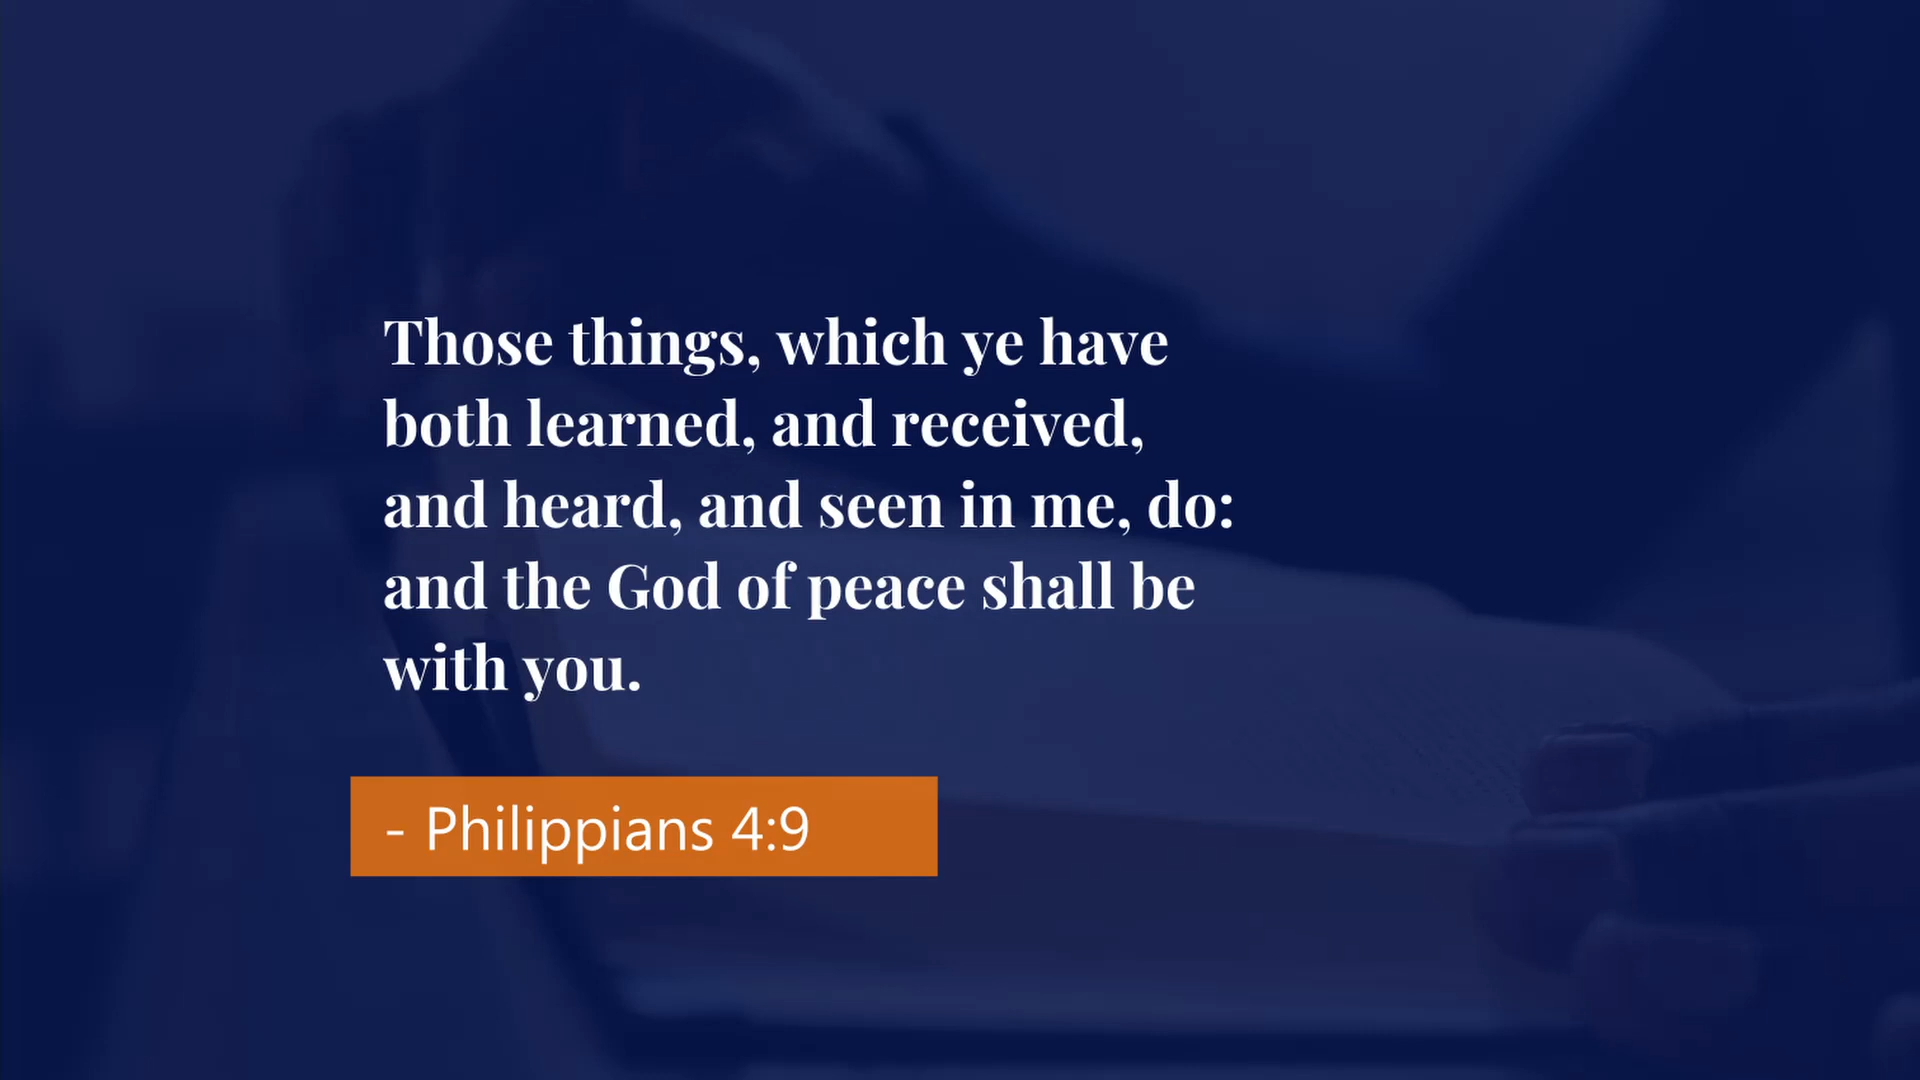 Those things, which ye have
both learned, and received,
and heard, and seen in me, do:
and the God of peace shall be
with you.
- Philippians 4:9